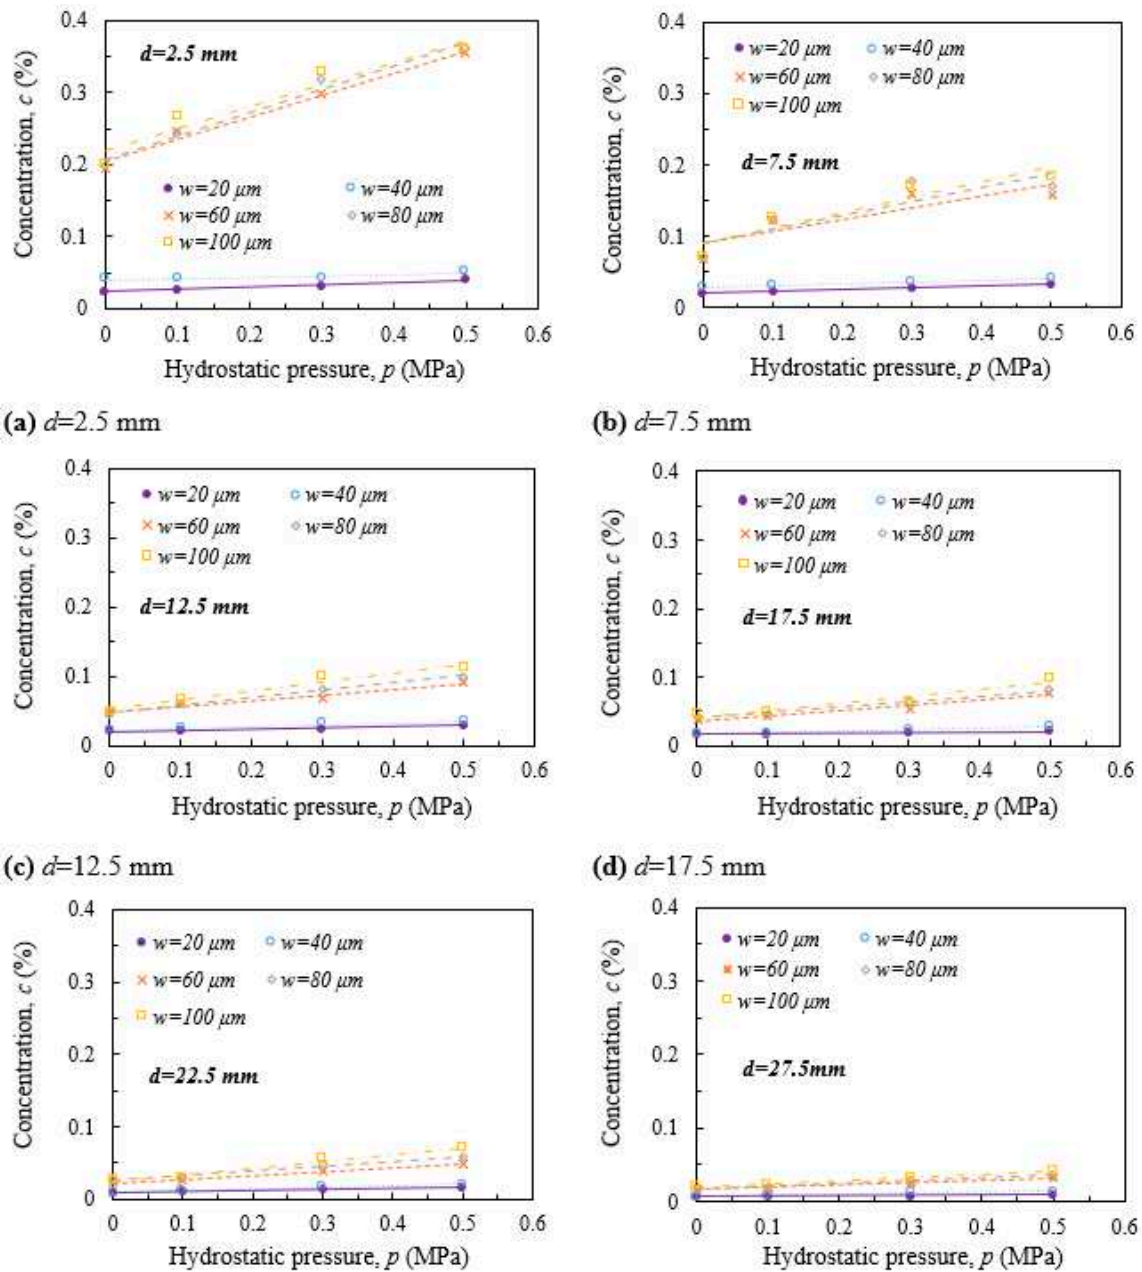 0.4
0.3
0.2
0.1
0
Concentration, c (%)
d=2.5 mm
w=20 μm w=40 μm
w=60 μm w=80 μm
w=100 μm
0 0.1 0.2 0.3 0.4 0.5 0.6
Hydrostatic pressure, p (MPa)
(a) d=2.5 mm
0.4
0.3
0.2
0.1
0
Concentration, c (%)
w=20 μm w=40 μm
w=60 μm w=80 μm
w=100 μm
d=7.5 mm
0 0.1 0.2 0.3 0.4 0.5 0.6
Hydrostatic pressure, p (MPa)
(b) d=7.5 mm
0.4
0.3
0.2
0.1
0
Concentration, c (%)
w=20 μm w=40 μm
w=60 μm w=80 μm
w=100 μm
d=12.5 mm
0 0.1 0.2 0.3 0.4 0.5 0.6
Hydrostatic pressure, p (MPa)
(c) d=12.5 mm
0.4
0.3
0.2
0.1
0
Concentration, c (%)
w=20 μm w=40 μm
w=60 μm w=80 μm
w=100 μm
d=17.5 mm
0 0.1 0.2 0.3 0.4 0.5 0.6
Hydrostatic pressure, p (MPa)
(d) d=17.5 mm
0.4
0.3
0.2
0.1
0
Concentration, c (%)
w=20 μm w=40 μm
w=60 μm w=80 μm
w=100 μm
d=22.5 mm
0 0.1 0.2 0.3 0.4 0.5 0.6
Hydrostatic pressure, p (MPa)
0.4
0.3
0.2
0.1
0
Concentration, c (%)
w=20 μm w=40 μm
w=60 μm w=80 μm
w=100 μm
d=27.5mm
0 0.1 0.2 0.3 0.4 0.5 0.6
Hydrostatic pressure, p (MPa)